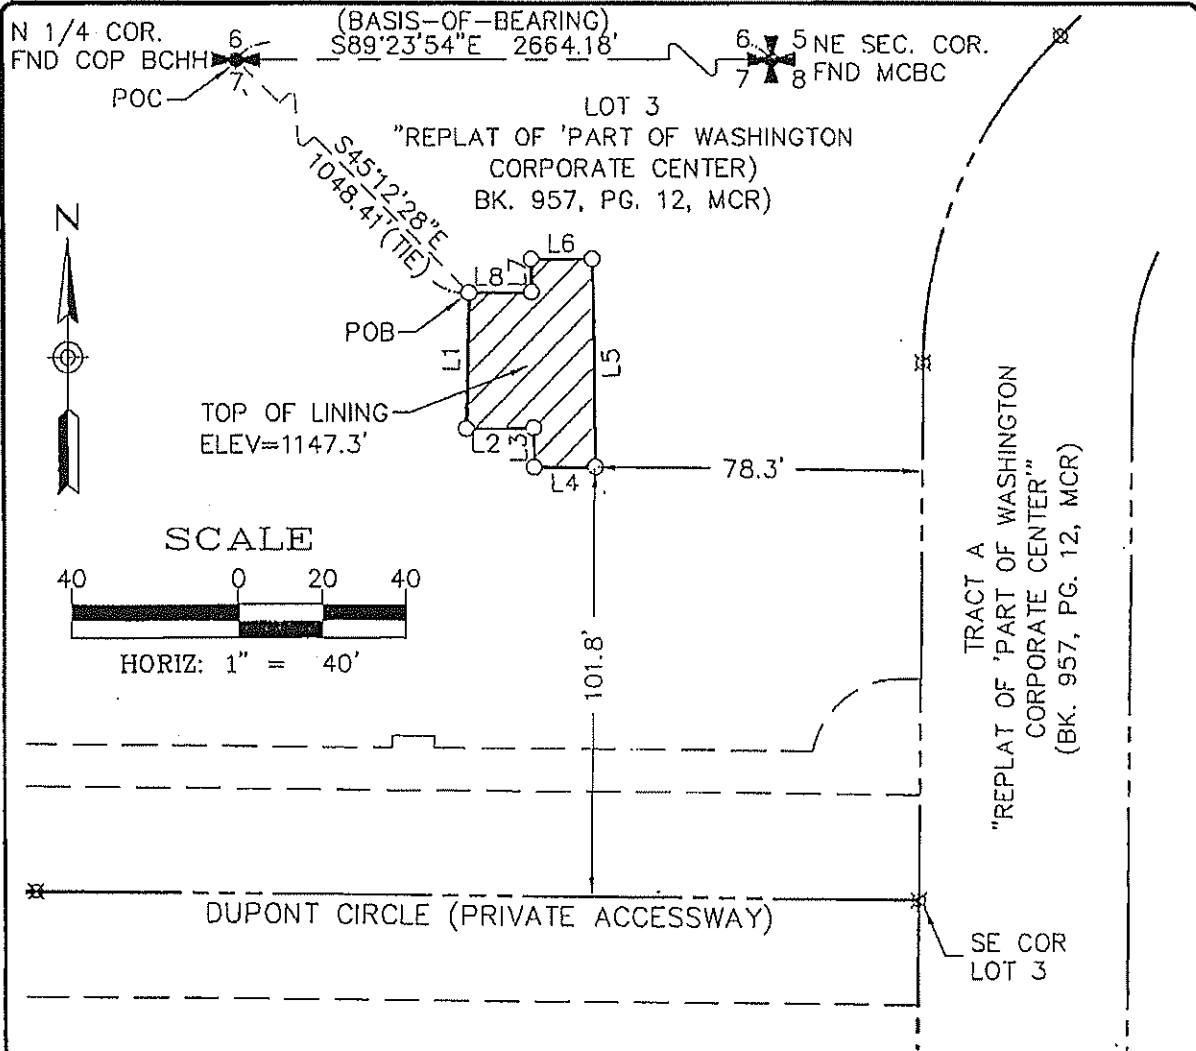 N 1/4 COR.
FND COP BCHH
6
7
POC
(BASIS-OF-BEARING)
S89°23'54"E 2664.18'
6 5
7 8
NE SEC. COR.
FND MCBC
LOT 3
"REPLAT OF 'PART OF WASHINGTON
CORPORATE CENTER)
BK. 957, PG. 12, MCR)
S45°12'28"E
1048.41'(TIE)
N
L6
L7
L8
POB
L1
L5
TOP OF LINING
ELEV=1147.3'
L2
L3
L4
78.3'
SCALE
40 0 20 40
HORIZ: 1" = 40'
101.8'
TRACT A
"REPLAT OF 'PART OF WASHINGTON
CORPORATE CENTER'"
(BK. 957, PG. 12, MCR)
DUPONT CIRCLE (PRIVATE ACCESSWAY)
SE COR
LOT 3